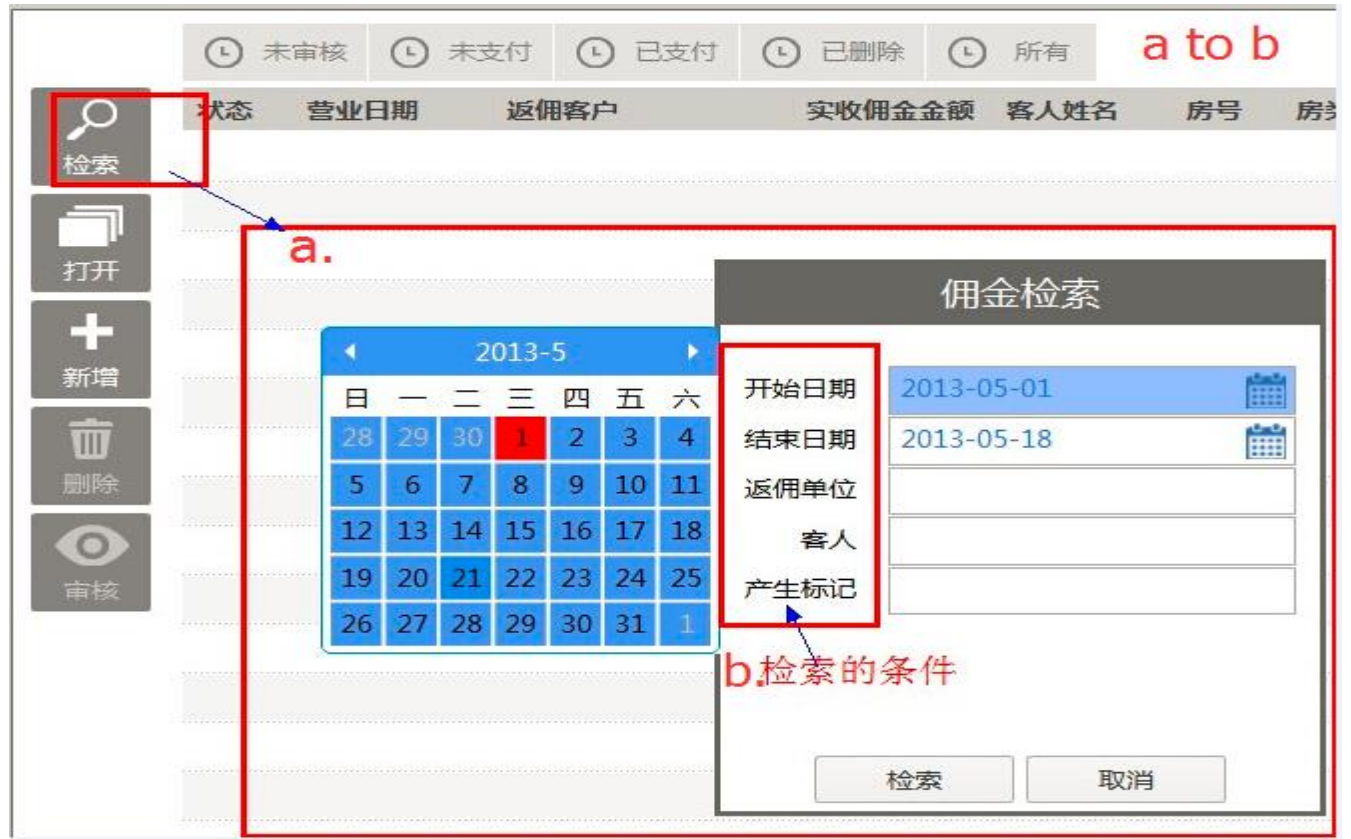 未审核 未支付 已支付 已删除 所有 a to b
状态 营业日期 返佣客户 实收佣金金额 客人姓名 房号 房类
检索
打开
新增
删除
审核
a.
佣金检索
2013-5
日 一 二 三 四 五 六
28 29 30 1 2 3 4
5 6 7 8 9 10 11
12 13 14 15 16 17 18
19 20 21 22 23 24 25
26 27 28 29 30 31 1
开始日期 2013-05-01
结束日期 2013-05-18
返佣单位
客人
产生标记
b.检索的条件
检索 取消